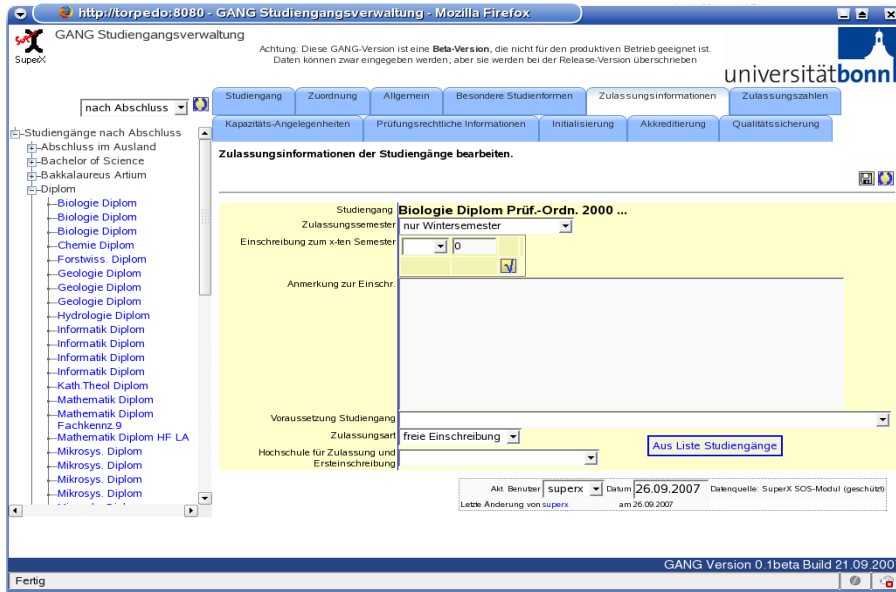 http://torpedo:8080 - GANG Studiengangsverwaltung - Mozilla Firefox
SuperX
GANG Studiengangsverwaltung
Achtung: Diese GANG-Version ist eine Beta-Version, die nicht für den produktiven Betrieb geeignet ist.
Daten können zwar eingegeben werden, aber sie werden bei der Release-Version überschrieben
universitätbonn
nach Abschluss
Studiengang Zuordnung Allgemein Besondere Studienformen Zulassungsinformationen Zulassungszahlen
Kapazitäts-Angelegenheiten Prüfungsrechtliche Informationen Initialisierung Akkreditierung Qualitätssicherung
Studiengänge nach Abschluss
Abschluss im Ausland
Bachelor of Science
Bakkalaureus Artium
Diplom
Biologie Diplom
Biologie Diplom
Biologie Diplom
Chemie Diplom
Forstwiss. Diplom
Geologie Diplom
Geologie Diplom
Geologie Diplom
Hydrologie Diplom
Informatik Diplom
Informatik Diplom
Informatik Diplom
Informatik Diplom
Kath.Theol Diplom
Mathematik Diplom
Mathematik Diplom
Fachkennz.9
Mathematik Diplom HF LA
Mikrosys. Diplom
Mikrosys. Diplom
Mikrosys. Diplom
Mikrosys. Diplom
Zulassungsinformationen der Studiengänge bearbeiten.
Studiengang Biologie Diplom Prüf.-Ordn. 2000 ...
Zulassungssemester nur Wintersemester
Einschreibung zum x-ten Semester 0
Anmerkung zur Einschr.
Voraussetzung Studiengang
Zulassungsart freie Einschreibung
Aus Liste Studiengänge
Hochschule für Zulassung und
Ersteinschreibung
Akt. Benutzer superx Datum 26.09.2007 Datenquelle: SuperX SOS-Modul (geschützt)
Letzte Änderung von superx am 26.09.2007
GANG Version 0.1beta Build 21.09.200
Fertig